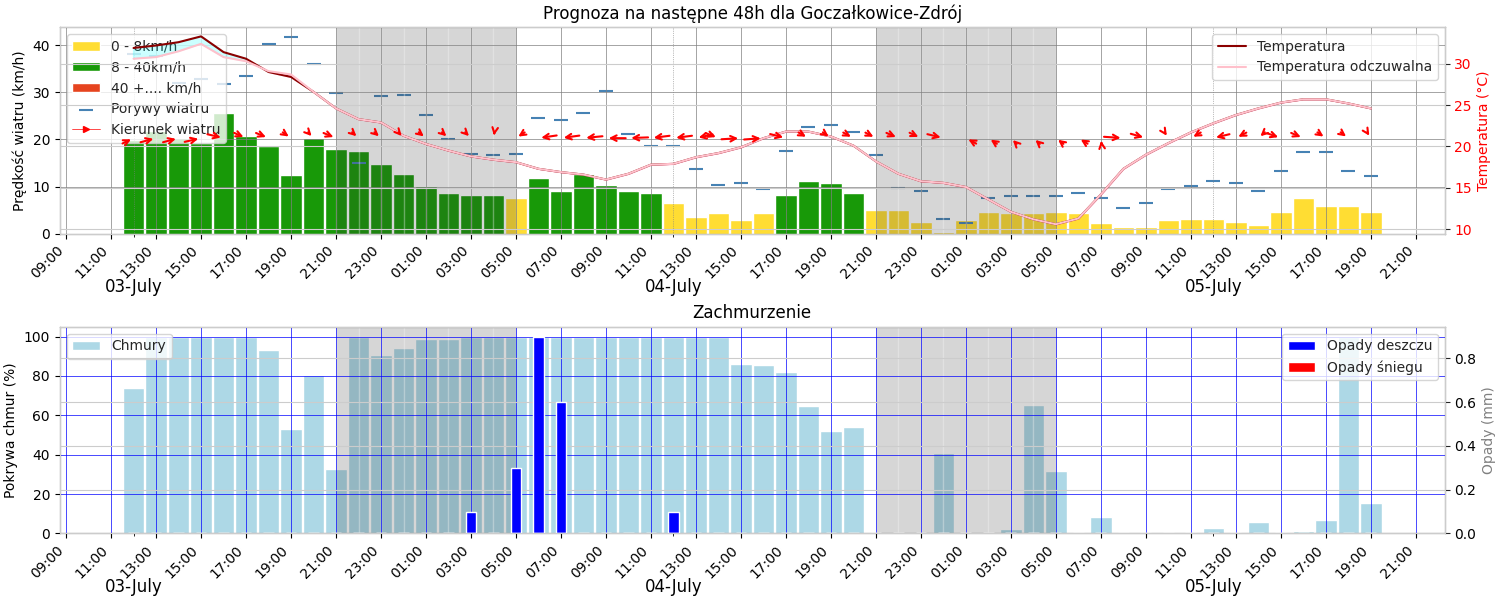 Prognoza na następne 48h dla Goczałkowice-Zdrój
Prędkość wiatru (km/h)
40
30
20
10
0
0 - 8km/h
8 - 40km/h
40 +.... km/h
Porywy wiatru
Kierunek wiatru
Temperatura
Temperatura odczuwalna
30
25
20
15
10
Temperatura (°C)
09:00 11:00 13:00 15:00 17:00 19:00 21:00 23:00 01:00 03:00 05:00 07:00 09:00 11:00 13:00 15:00 17:00 19:00 21:00 23:00 01:00 03:00 05:00 07:00 09:00 11:00 13:00 15:00 17:00 19:00 21:00
03-July 04-July 05-July
Zachmurzenie
Pokrywa chmur (%)
100
80
60
40
20
0
Chmury
Opady deszczu
Opady śniegu
0.8
0.6
0.4
0.2
0.0
Opady (mm)
09:00 11:00 13:00 15:00 17:00 19:00 21:00 23:00 01:00 03:00 05:00 07:00 09:00 11:00 13:00 15:00 17:00 19:00 21:00 23:00 01:00 03:00 05:00 07:00 09:00 11:00 13:00 15:00 17:00 19:00 21:00
03-July 04-July 05-July